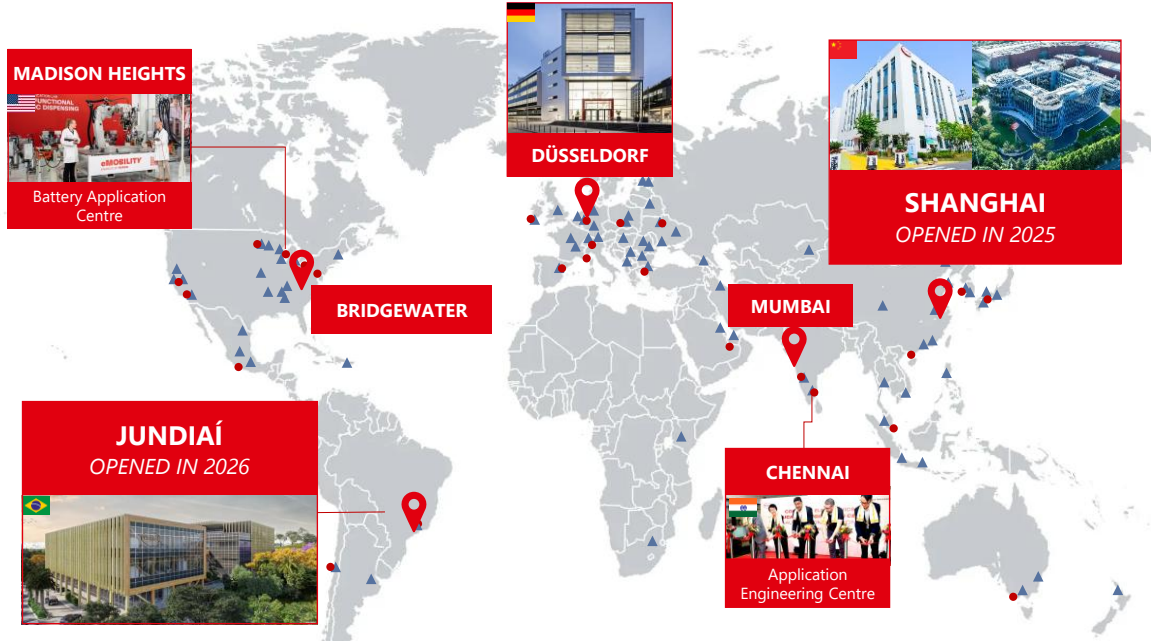 MADISON HEIGHTS
FUNCTIONAL
DISPENSING
eMOBILITY
Battery Application
Centre
DÜSSELDORF
SHANGHAI
OPENED IN 2025
BRIDGEWATER
MUMBAI
JUNDIAÍ
OPENED IN 2026
CHENNAI
Application
Engineering Centre